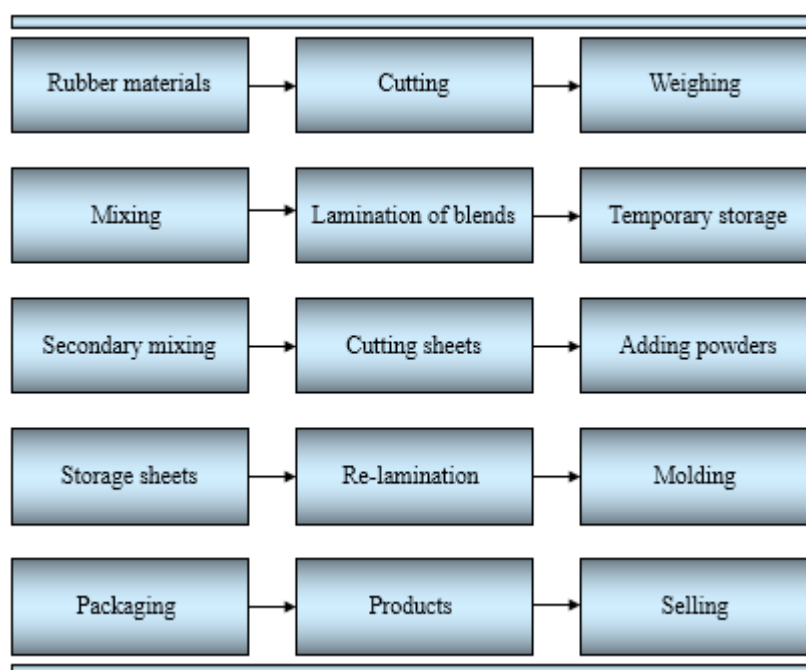 Rubber materials
Cutting
Weighing
Mixing
Lamination of blends
Temporary storage
Secondary mixing
Cutting sheets
Adding powders
Storage sheets
Re-lamination
Molding
Packaging
Products
Selling